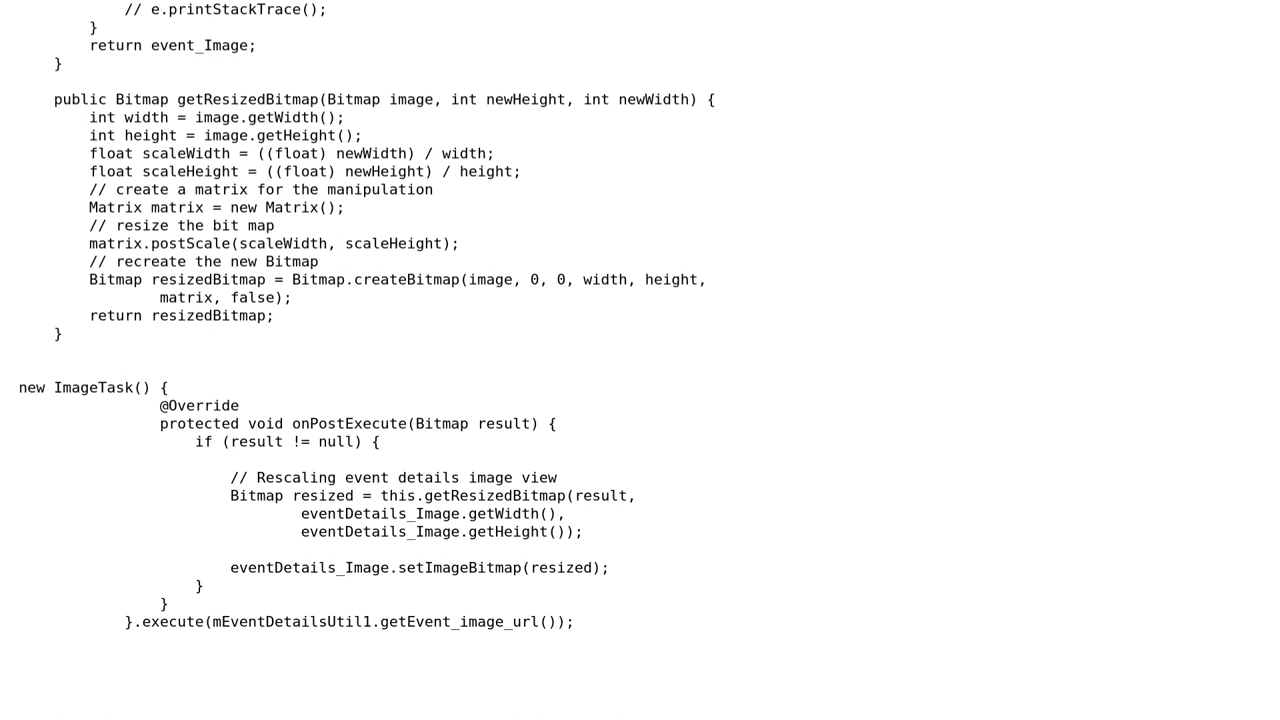 // e.printStackTrace();
}
return event_Image;
}
public Bitmap getResizedBitmap(Bitmap image, int newHeight, int newWidth) {
int width = image.getWidth();
int height = image.getHeight();
float scaleWidth = ((float) newWidth) / width;
float scaleHeight = ((float) newHeight) / height;
// create a matrix for the manipulation
Matrix matrix = new Matrix();
// resize the bit map
matrix.postScale(scaleWidth, scaleHeight);
// recreate the new Bitmap
Bitmap resizedBitmap = Bitmap.createBitmap(image, 0, 0, width, height,
matrix, false);
return resizedBitmap;
}
new ImageTask() {
@Override
protected void onPostExecute(Bitmap result) {
if (result != null) {
// Rescaling event details image view
Bitmap resized = this.getResizedBitmap(result,
eventDetails_Image.getWidth(),
eventDetails_Image.getHeight());
eventDetails_Image.setImageBitmap(resized);
}
}
}.execute(mEventDetailsUtil1.getEvent_image_url());